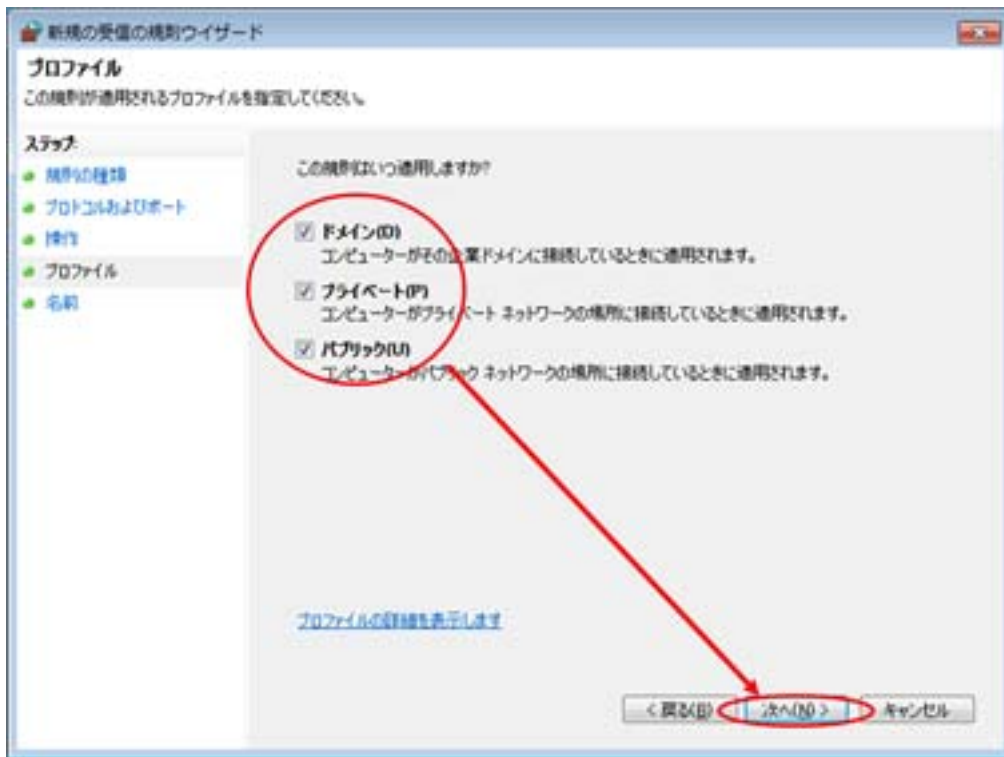 新規の受信の規則ウィザード
プロファイル
この規則が適用されるプロファイルを指定してください。
ステップ:
規則の種類
プロトコルおよびポート
操作
プロファイル
名前
この規則はいつ適用しますか?
ドメイン(D)
コンピューターがその企業ドメインに接続しているときに適用されます。
プライベート(P)
コンピューターがプライベート ネットワークの場所に接続しているときに適用されます。
パブリック(U)
コンピューターがパブリック ネットワークの場所に接続しているときに適用されます。
プロファイルの詳細を表示します
< 戻る(B)
次へ(N) >
キャンセル